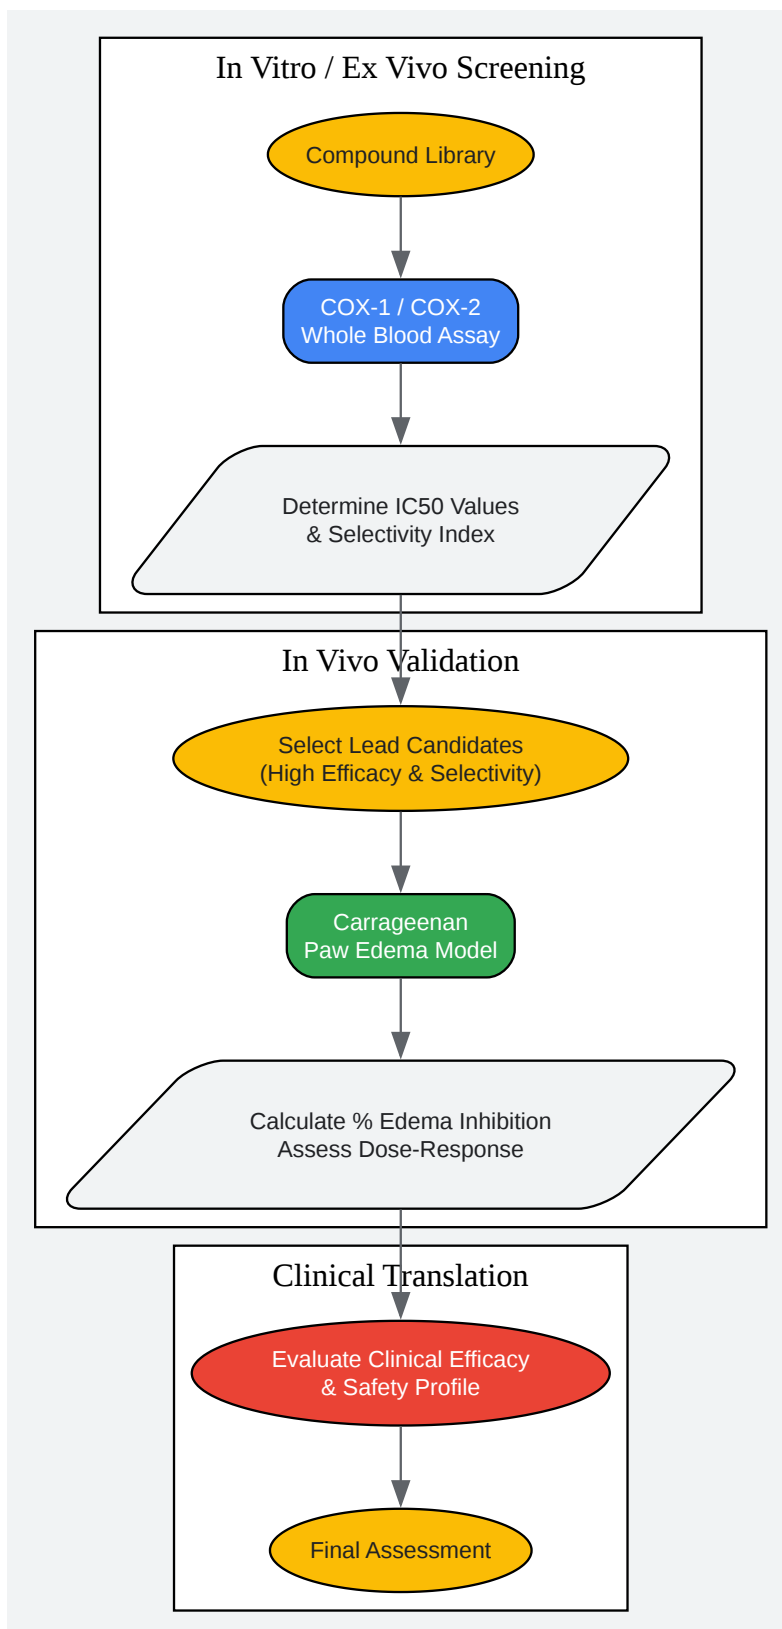 In Vitro / Ex Vivo Screening
Compound Library
COX-1 / COX-2
Whole Blood Assay
Determine IC50 Values
& Selectivity Index
In Vivo Validation
Select Lead Candidates
(High Efficacy & Selectivity)
Carrageenan
Paw Edema Model
Calculate % Edema Inhibition
Assess Dose-Response
Clinical Translation
Evaluate Clinical Efficacy
& Safety Profile
Final Assessment